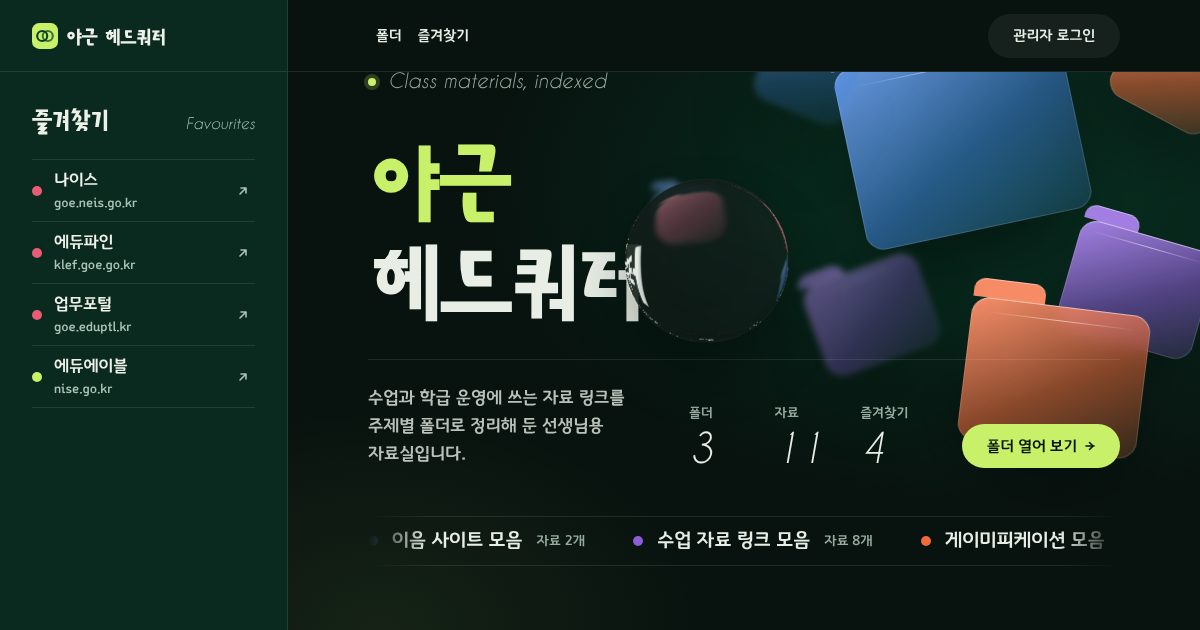 야근 헤드쿼터
폴더 즐겨찾기
관리자 로그인
즐겨찾기
Favourites
나이스
goe.neis.go.kr
에듀파인
klef.goe.go.kr
업무포털
goe.eduptl.kr
에듀에이블
nise.go.kr
Class materials, indexed
야근
헤드쿼터
수업과 학급 운영에 쓰는 자료 링크를
주제별 폴더로 정리해 둔 선생님용
자료실입니다.
폴더 자료 즐겨찾기
3 11 4
폴더 열어 보기 →
이음 사이트 모음 자료 2개 수업 자료 링크 모음 자료 8개 게이미피케이션 모음